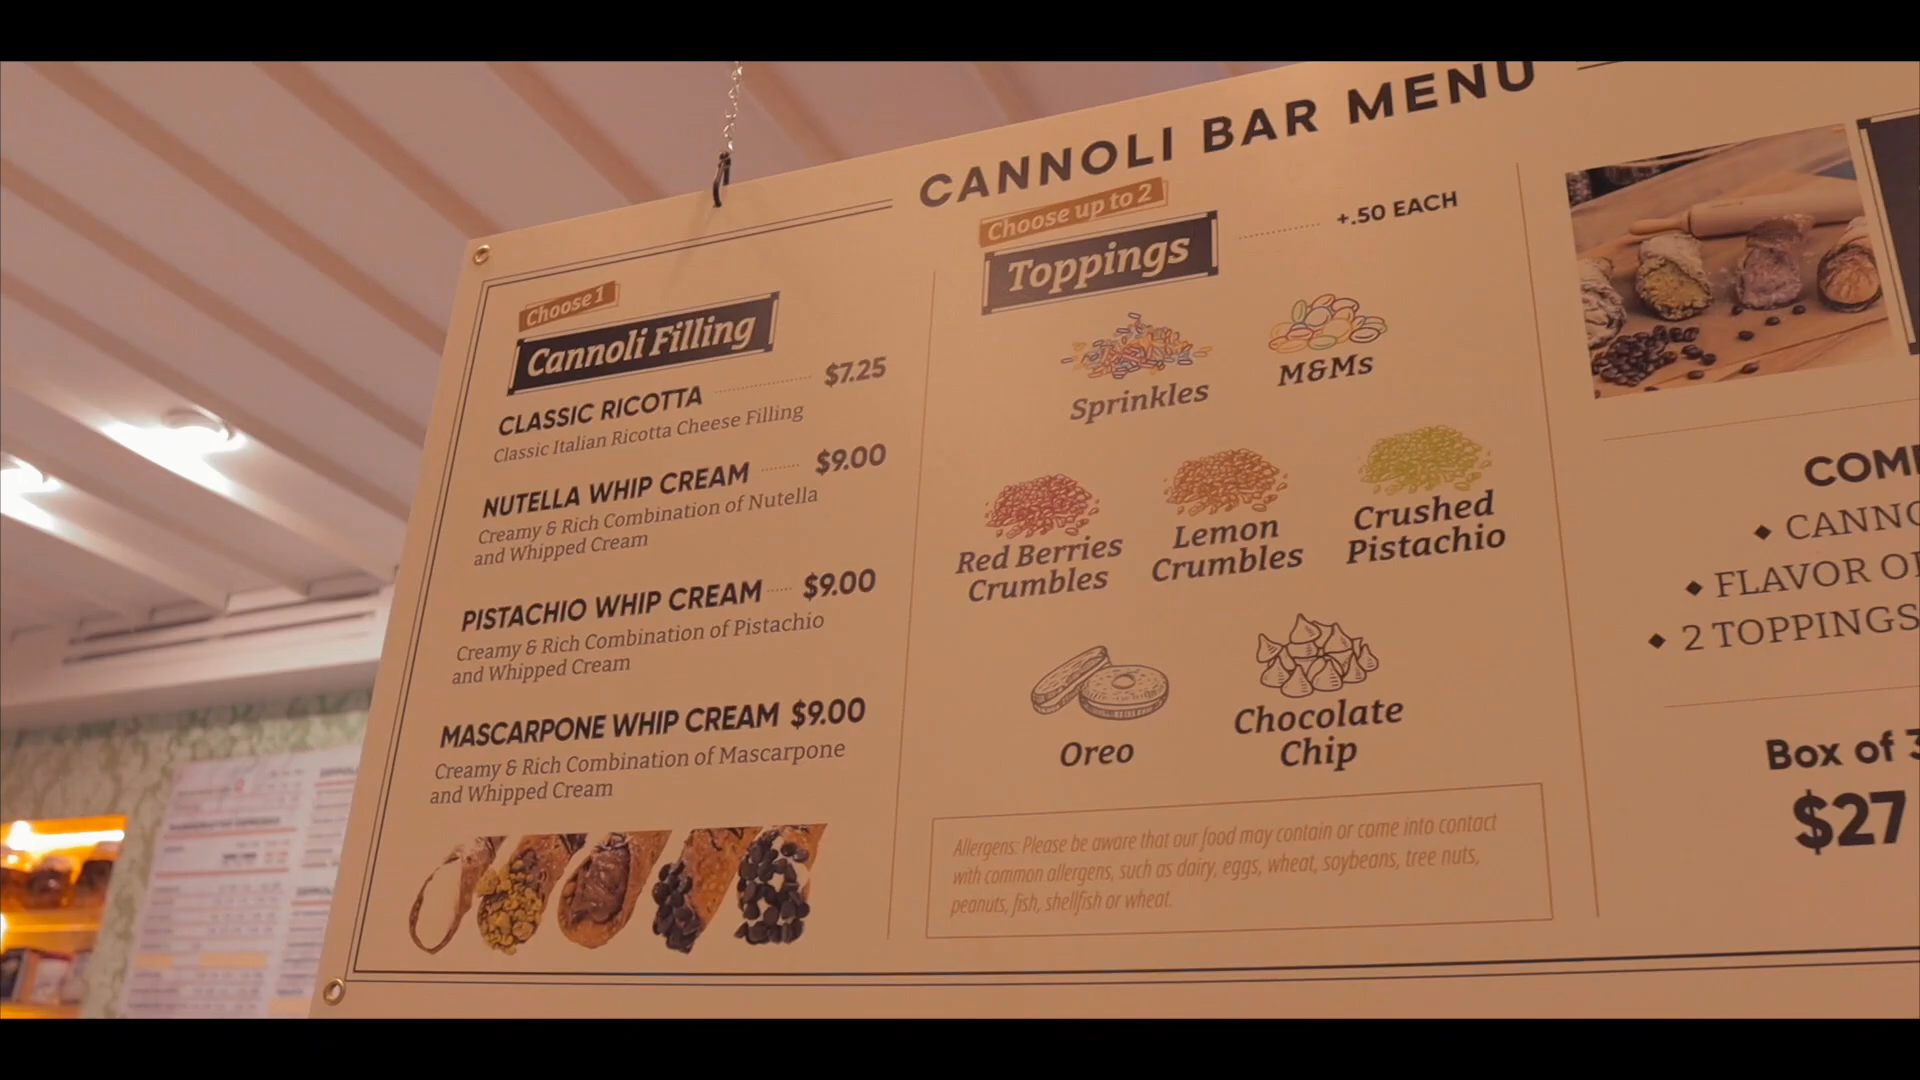 CANNOLI BAR MENU
Choose 1
Cannoli Filling
CLASSIC RICOTTA $7.25
Classic Italian Ricotta Cheese Filling
NUTELLA WHIP CREAM $9.00
Creamy & Rich Combination of Nutella
and Whipped Cream
PISTACHIO WHIP CREAM $9.00
Creamy & Rich Combination of Pistachio
and Whipped Cream
MASCARPONE WHIP CREAM $9.00
Creamy & Rich Combination of Mascarpone
and Whipped Cream
Choose up to 2
Toppings +.50 EACH
Sprinkles
M&Ms
Red Berries
Crumbles
Lemon
Crumbles
Crushed
Pistachio
Oreo
Chocolate
Chip
Allergens: Please be aware that our food may contain or come into contact
with common allergens, such as dairy, eggs, wheat, soybeans, tree nuts,
peanuts, fish, shellfish or wheat.
FLAVOR
2 TOPPINGS
Box of 3
$27